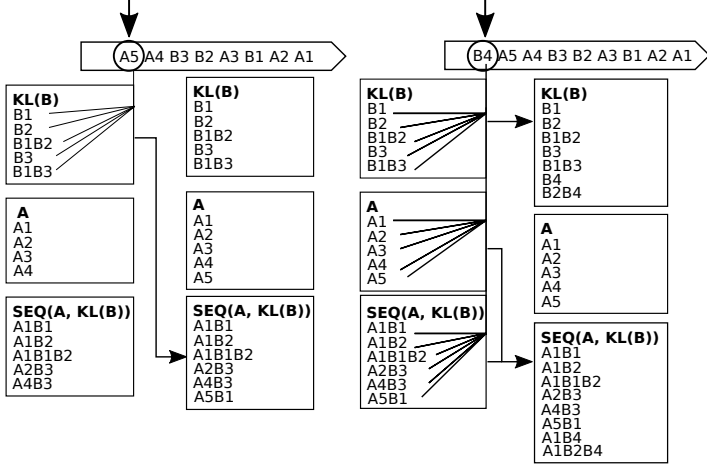 A5 A4 B3 B2 A3 B1 A2 A1
KL(B)
B1
B2
B1B2
B3
B1B3
A
A1
A2
A3
A4
SEQ(A, KL(B))
A1B1
A1B2
A1B1B2
A2B3
A4B3
KL(B)
B1
B2
B1B2
B3
B1B3
A
A1
A2
A3
A4
A5
SEQ(A, KL(B))
A1B1
A1B2
A1B1B2
A2B3
A4B3
A5B1
B4 A5 A4 B3 B2 A3 B1 A2 A1
KL(B)
B1
B2
B1B2
B3
B1B3
A
A1
A2
A3
A4
A5
SEQ(A, KL(B))
A1B1
A1B2
A1B1B2
A2B3
A4B3
A5B1
KL(B)
B1
B2
B1B2
B3
B1B3
B4
B2B4
A
A1
A2
A3
A4
A5
SEQ(A, KL(B))
A1B1
A1B2
A1B1B2
A2B3
A4B3
A5B1
A1B4
A1B2B4